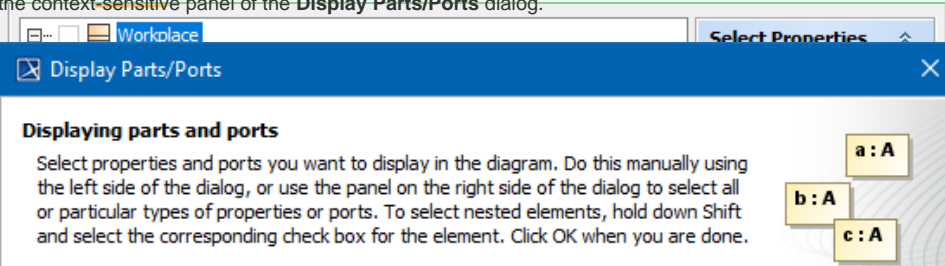 the context-sensitive panel of the Display Parts/Ports dialog.
Workplace
Select Properties
Display Parts/Ports
Displaying parts and ports
Select properties and ports you want to display in the diagram. Do this manually using
the left side of the dialog, or use the panel on the right side of the dialog to select all
or particular types of properties or ports. To select nested elements, hold down Shift
and select the corresponding check box for the element. Click OK when you are done.
a : A
b : A
c : A